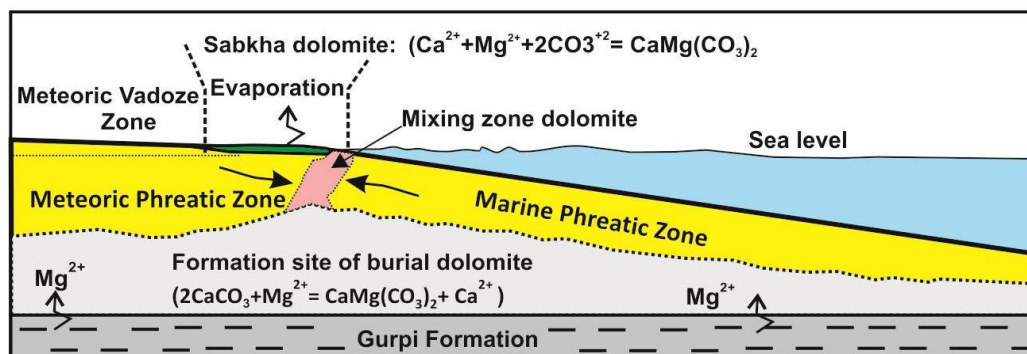 Sabkha dolomite: (Ca²⁺+Mg²⁺+2CO3⁺²= CaMg(CO₃)₂
Evaporation
Meteoric Vadoze
Zone
Mixing zone dolomite
Sea level
Meteoric Phreatic Zone
Marine Phreatic Zone
Formation site of burial dolomite
(2CaCO₃+Mg²⁺= CaMg(CO₃)₂+ Ca²⁺ )
Mg²⁺
Mg²⁺
Gurpi Formation